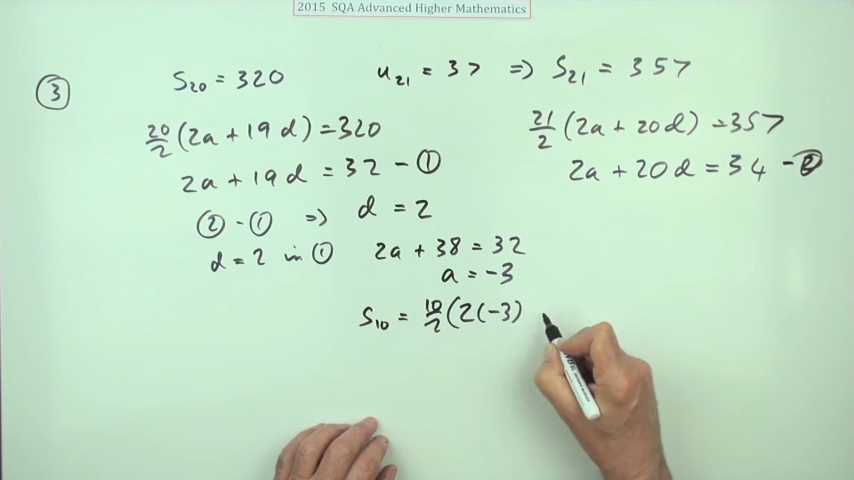 2015 SQA Advanced Higher Mathematics
③ S₂₀ = 320 u₂₁ = 37 ⇒ S₂₁ = 357
20/2 (2a + 19d) = 320 21/2 (2a + 20d) = 357
2a + 19d = 32 - ① 2a + 20d = 34 - ②
② - ① ⇒ d = 2
d = 2 in ① 2a + 38 = 32
a = -3
S₁₀ = 10/2 (2(-3)